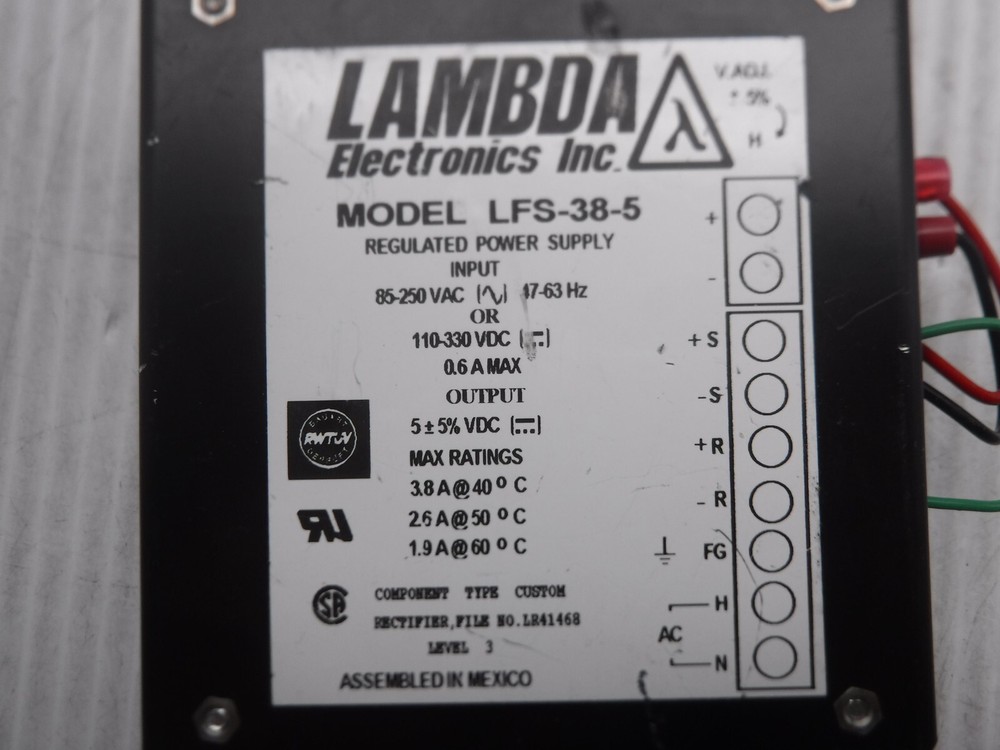 LAMBDA
Electronics Inc.
λ
V.ADJ.
± 5%
H
MODEL LFS-38-5
REGULATED POWER SUPPLY
INPUT
85-250 VAC (∿) 47-63 Hz
OR
110-330 VDC
0.6 A MAX
OUTPUT
5 ± 5% VDC
MAX RATINGS
3.8 A @ 40 º C
2.6 A @ 50 º C
1.9 A @ 60 º C
RWTUV
COMPONENT TYPE CUSTOM
RECTIFIER, FILE NO. LR41468
LEVEL 3
ASSEMBLED IN MEXICO
+
-
+ S
- S
+ R
- R
FG
H
AC
N